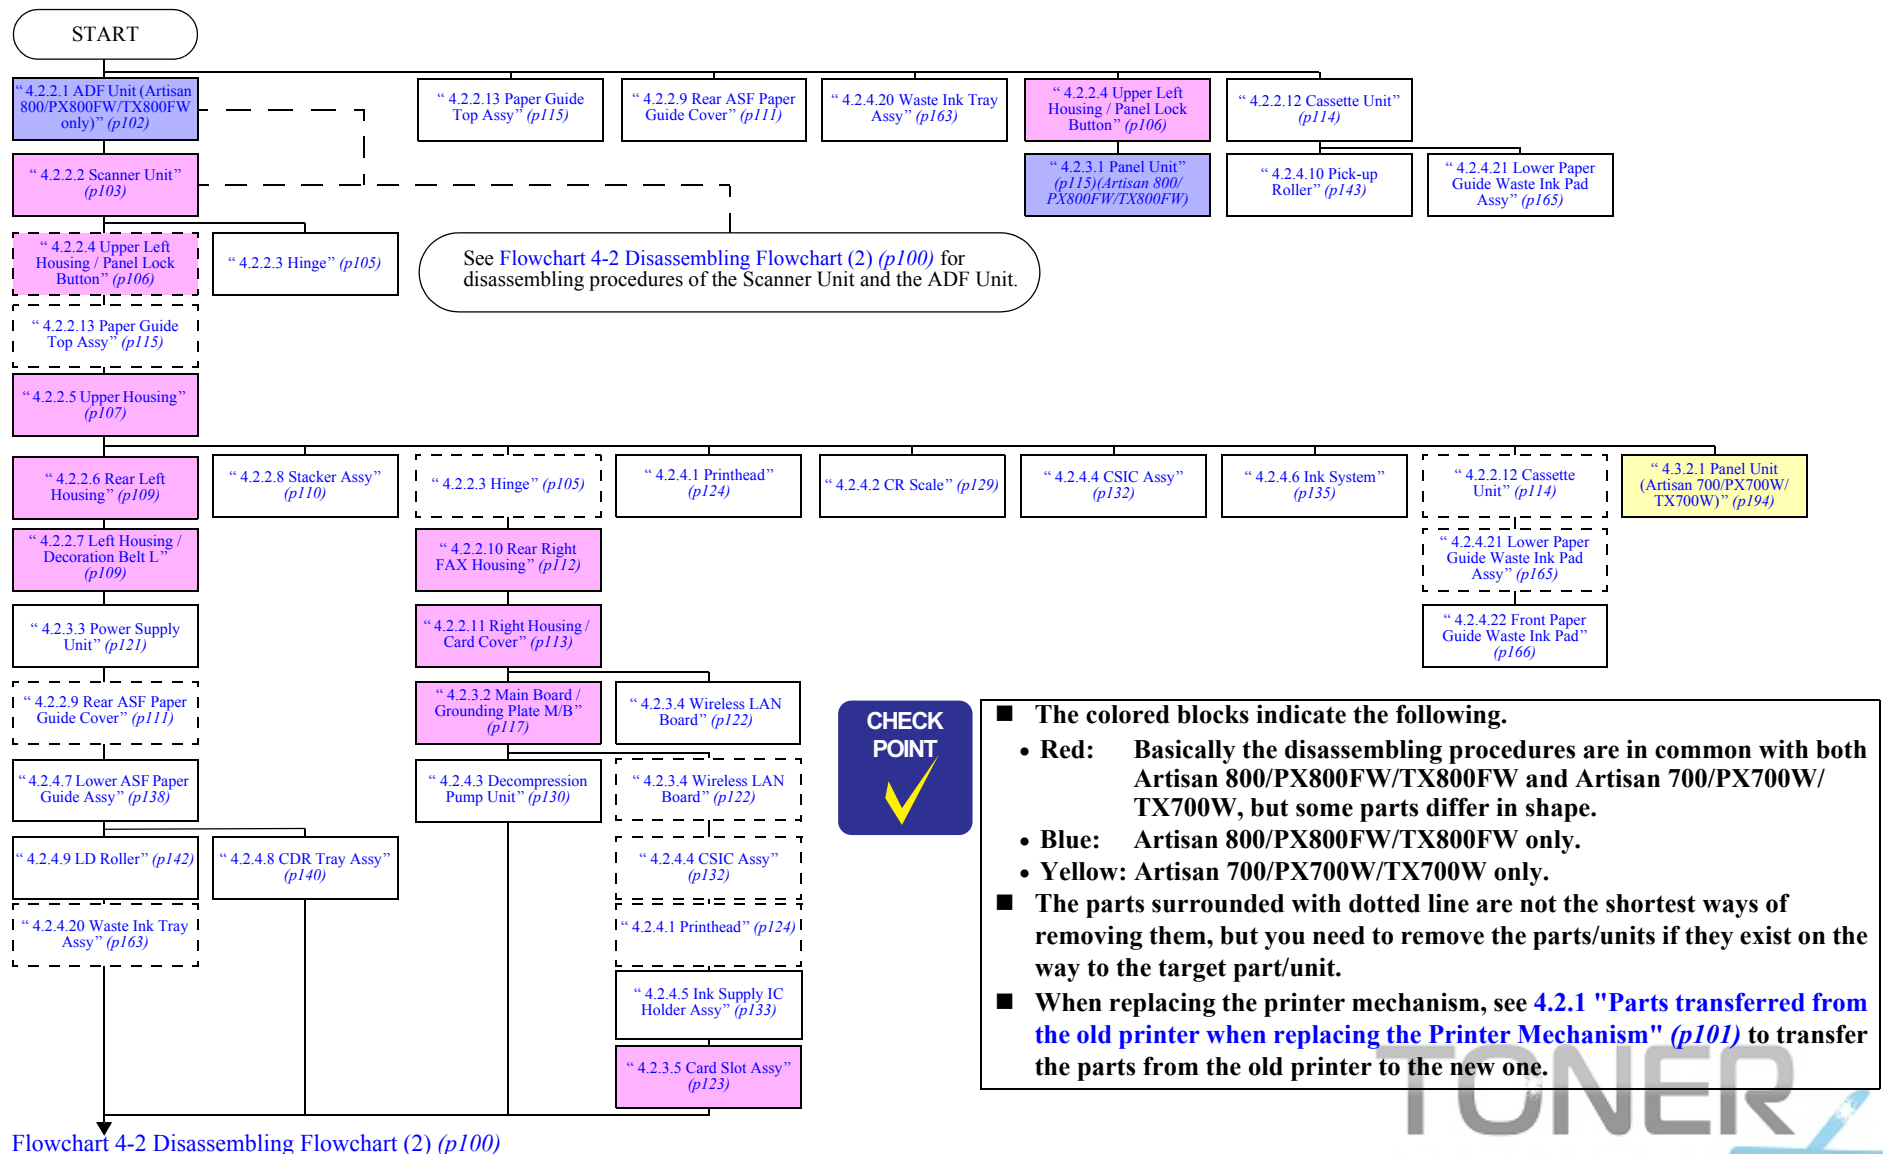 START
“ 4.2.2.1 ADF Unit (Artisan
800/PX800FW/TX800FW
only)” (p102)
“ 4.2.2.13 Paper Guide
Top Assy” (p115)
“ 4.2.2.9 Rear ASF Paper
Guide Cover” (p111)
“ 4.2.4.20 Waste Ink Tray
Assy” (p163)
“ 4.2.2.4 Upper Left
Housing / Panel Lock
Button” (p106)
“ 4.2.2.12 Cassette Unit”
(p114)
“ 4.2.2.2 Scanner Unit”
(p103)
“ 4.2.3.1 Panel Unit”
(p115)(Artisan 800/
PX800FW/TX800FW)
“ 4.2.4.10 Pick-up
Roller” (p143)
“ 4.2.4.21 Lower Paper
Guide Waste Ink Pad
Assy” (p165)
“ 4.2.2.4 Upper Left
Housing / Panel Lock
Button” (p106)
“ 4.2.2.3 Hinge” (p105)
See Flowchart 4-2 Disassembling Flowchart (2) (p100) for
disassembling procedures of the Scanner Unit and the ADF Unit.
“ 4.2.2.13 Paper Guide
Top Assy” (p115)
“ 4.2.2.5 Upper Housing”
(p107)
“ 4.2.2.6 Rear Left
Housing” (p109)
“ 4.2.2.8 Stacker Assy”
(p110)
“ 4.2.2.3 Hinge” (p105)
“ 4.2.4.1 Printhead”
(p124)
“ 4.2.4.2 CR Scale” (p129)
“ 4.2.4.4 CSIC Assy”
(p132)
“ 4.2.4.6 Ink System”
(p135)
“ 4.2.2.12 Cassette
Unit” (p114)
“ 4.3.2.1 Panel Unit
(Artisan 700/PX700W/
TX700W)” (p194)
“ 4.2.2.7 Left Housing /
Decoration Belt L”
(p109)
“ 4.2.2.10 Rear Right
FAX Housing” (p112)
“ 4.2.4.21 Lower Paper
Guide Waste Ink Pad
Assy” (p165)
“ 4.2.3.3 Power Supply
Unit” (p121)
“ 4.2.2.11 Right Housing /
Card Cover” (p113)
“ 4.2.4.22 Front Paper
Guide Waste Ink Pad”
(p166)
“ 4.2.2.9 Rear ASF Paper
Guide Cover” (p111)
“ 4.2.3.2 Main Board /
Grounding Plate M/B”
(p117)
“ 4.2.3.4 Wireless LAN
Board” (p122)
“ 4.2.4.7 Lower ASF Paper
Guide Assy” (p138)
“ 4.2.4.3 Decompression
Pump Unit” (p130)
“ 4.2.3.4 Wireless LAN
Board” (p122)
“ 4.2.4.9 LD Roller” (p142)
“ 4.2.4.8 CDR Tray Assy”
(p140)
“ 4.2.4.4 CSIC Assy”
(p132)
“ 4.2.4.20 Waste Ink Tray
Assy” (p163)
“ 4.2.4.1 Printhead” (p124)
“ 4.2.4.5 Ink Supply IC
Holder Assy” (p133)
“ 4.2.3.5 Card Slot Assy”
(p123)
Flowchart 4-2 Disassembling Flowchart (2) (p100)
CHECK
POINT
■ The colored blocks indicate the following.
• Red: Basically the disassembling procedures are in common with both
Artisan 800/PX800FW/TX800FW and Artisan 700/PX700W/
TX700W, but some parts differ in shape.
• Blue: Artisan 800/PX800FW/TX800FW only.
• Yellow: Artisan 700/PX700W/TX700W only.
■ The parts surrounded with dotted line are not the shortest ways of
removing them, but you need to remove the parts/units if they exist on the
way to the target part/unit.
■ When replacing the printer mechanism, see 4.2.1 "Parts transferred from
the old printer when replacing the Printer Mechanism" (p101) to transfer
the parts from the old printer to the new one.
TONER